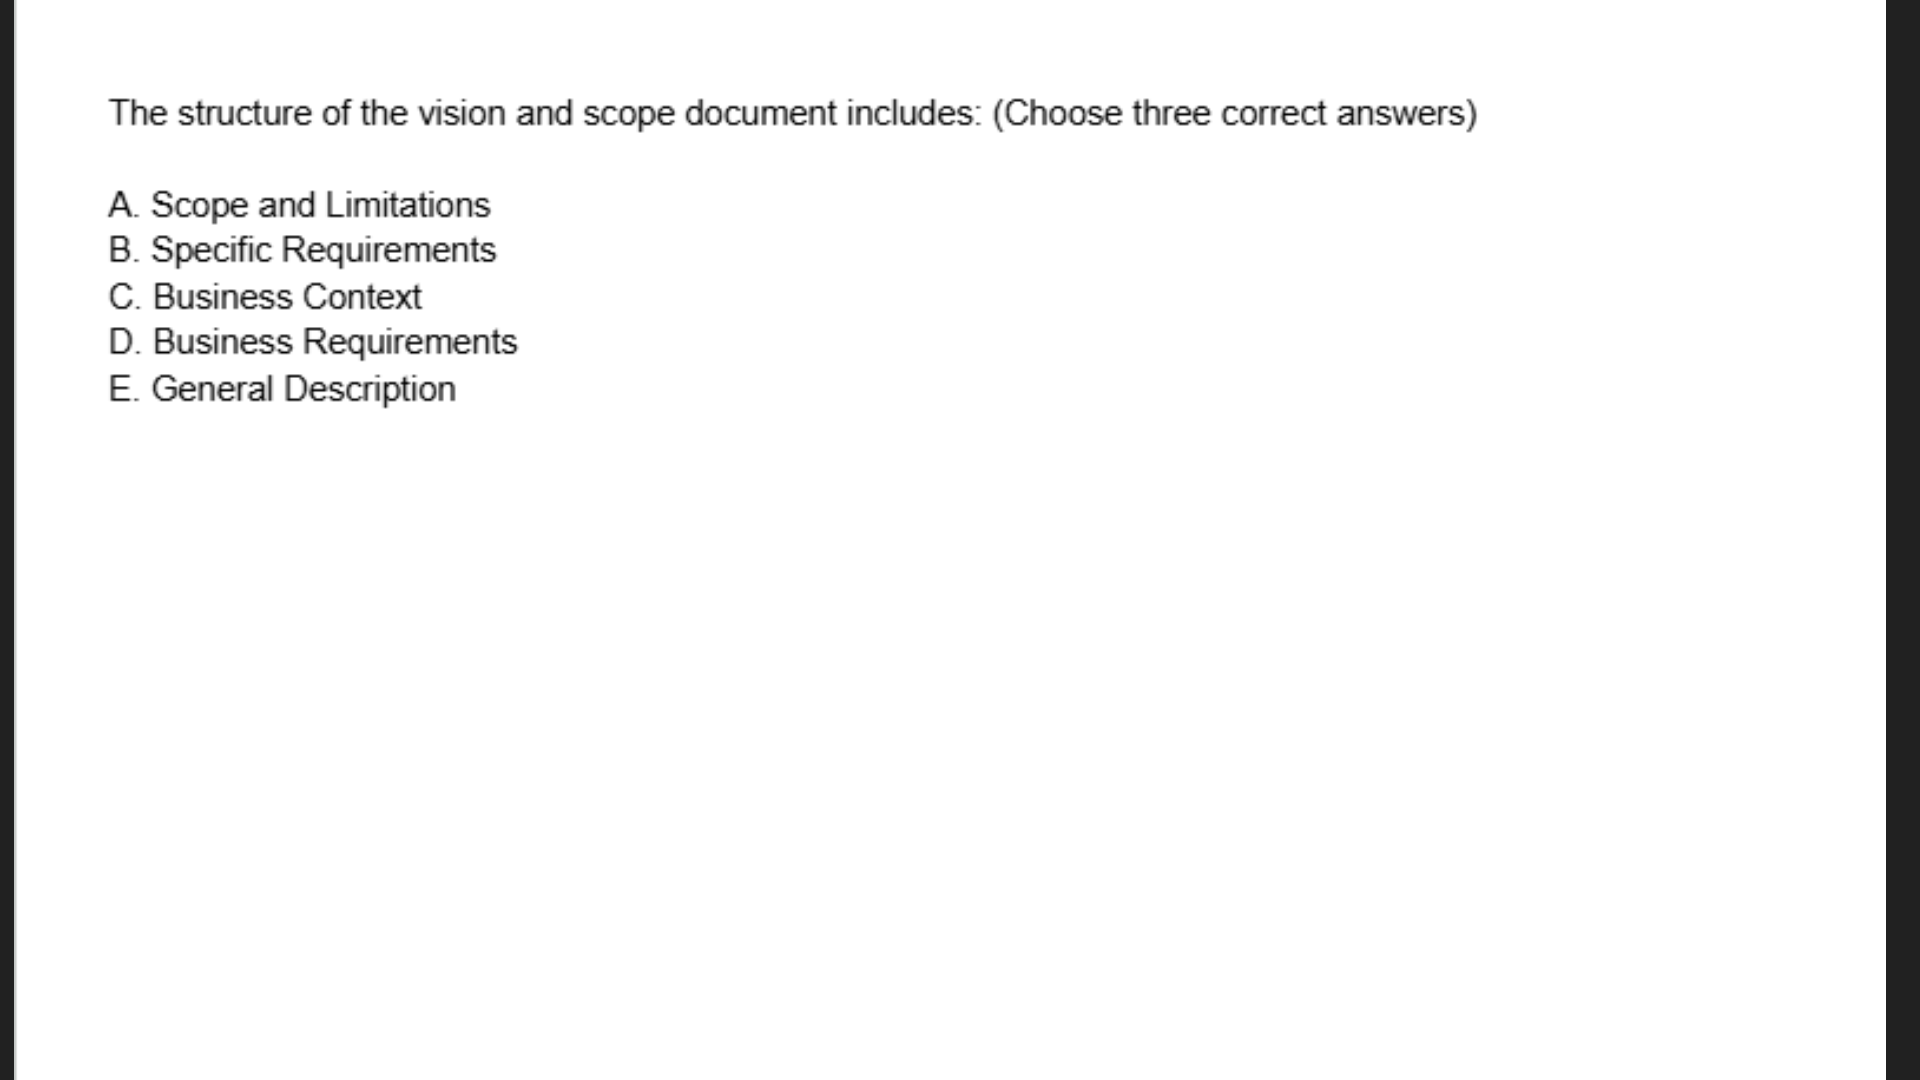 The structure of the vision and scope document includes: (Choose three correct answers)
A. Scope and Limitations
B. Specific Requirements
C. Business Context
D. Business Requirements
E. General Description